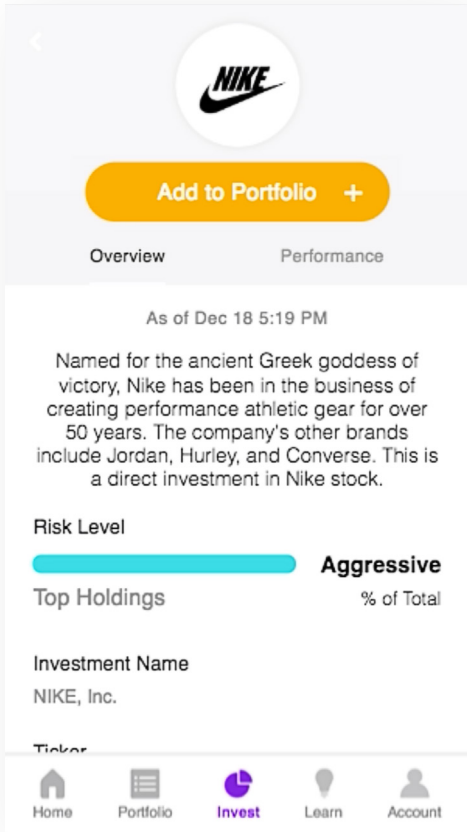 NIKE
Add to Portfolio +
Overview Performance
As of Dec 18 5:19 PM
Named for the ancient Greek goddess of
victory, Nike has been in the business of
creating performance athletic gear for over
50 years. The company's other brands
include Jordan, Hurley, and Converse. This is
a direct investment in Nike stock.
Risk Level
Aggressive
Top Holdings % of Total
Investment Name
NIKE, Inc.
Ticker
Home Portfolio Invest Learn Account